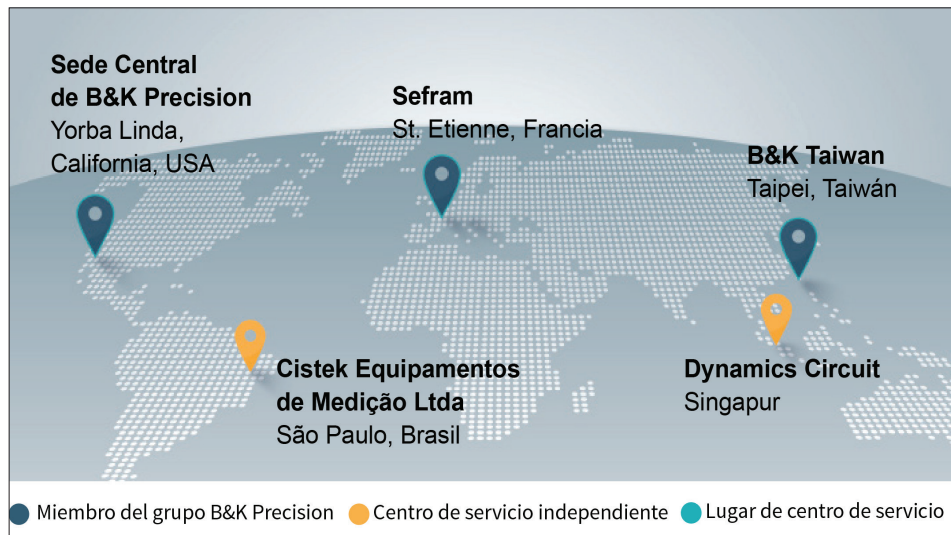 Sede Central
de B&K Precision
Yorba Linda,
California, USA
Sefram
St. Etienne, Francia
B&K Taiwan
Taipei, Taiwán
Cistek Equipamentos
de Medição Ltda
São Paulo, Brasil
Dynamics Circuit
Singapur
Miembro del grupo B&K Precision
Centro de servicio independiente
Lugar de centro de servicio